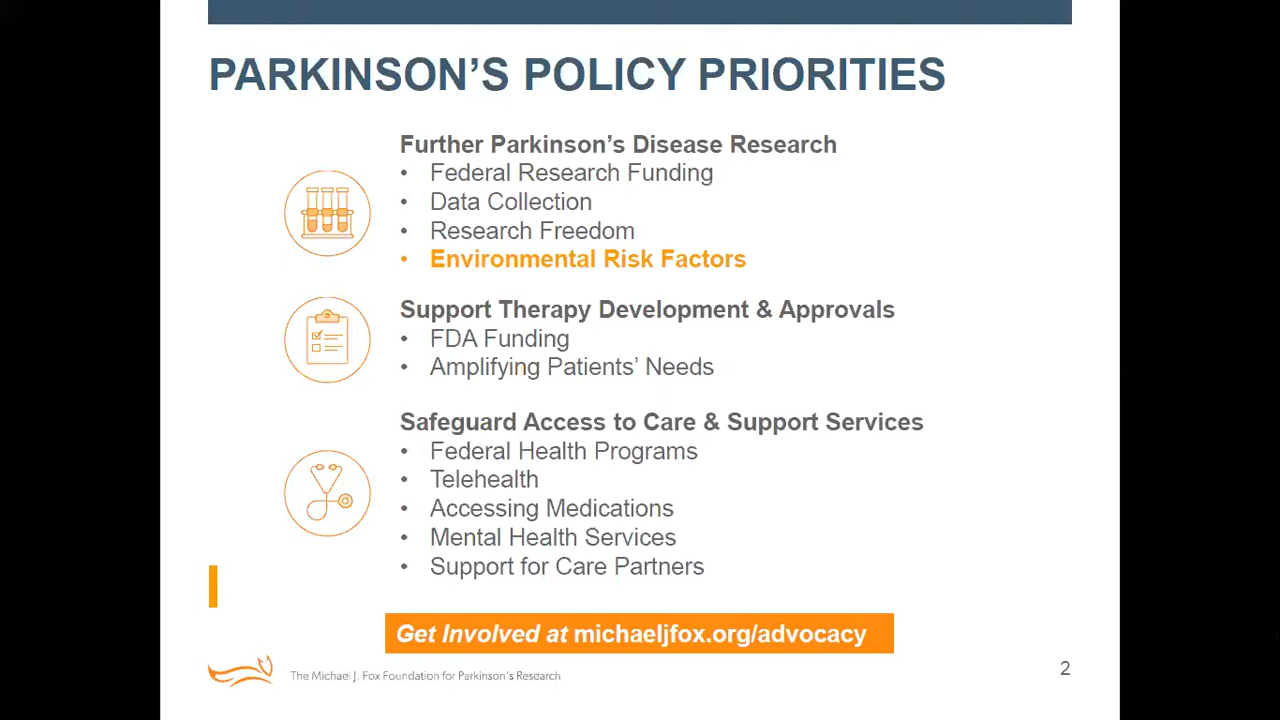 PARKINSON’S POLICY PRIORITIES
Further Parkinson’s Disease Research
• Federal Research Funding
• Data Collection
• Research Freedom
• Environmental Risk Factors
Support Therapy Development & Approvals
• FDA Funding
• Amplifying Patients’ Needs
Safeguard Access to Care & Support Services
• Federal Health Programs
• Telehealth
• Accessing Medications
• Mental Health Services
• Support for Care Partners
Get Involved at michaeljfox.org/advocacy
The Michael J. Fox Foundation for Parkinson's Research
2